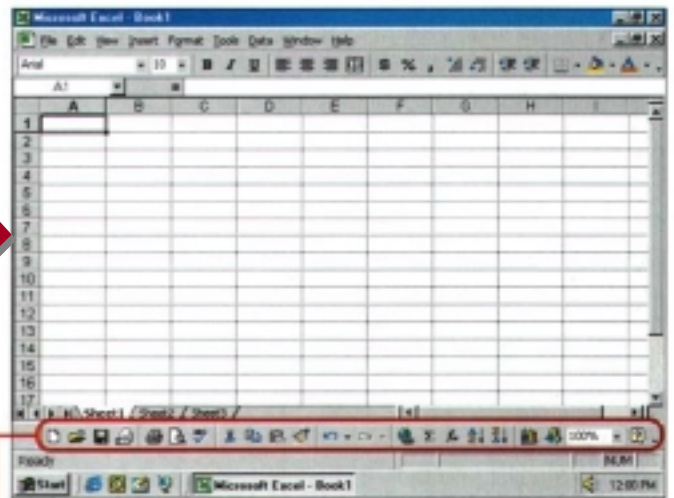 Microsoft Excel - Book1
File Edit View Insert Format Tools Data Window Help
Arial 10 B I U $ % ,
A1 =
A B C D E F G H I
1
2
3
4
5
6
7
8
9
10
11
12
13
14
15
16
17
Sheet1 / Sheet2 / Sheet3 /
100%
Ready NUM
Start Microsoft Excel - Book1 12:00 PM